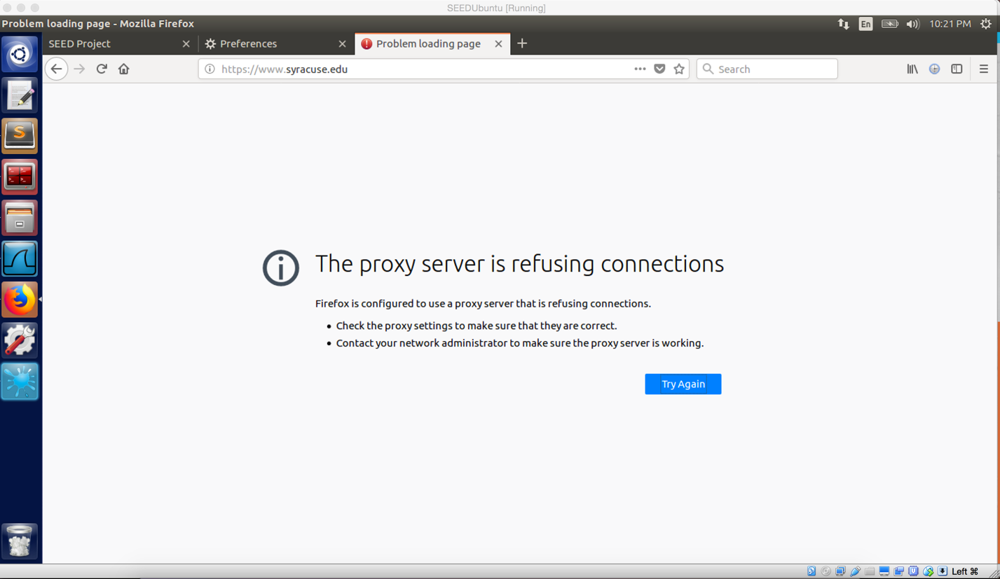 SEEDUbuntu [Running]
Problem loading page - Mozilla Firefox
En
10:21 PM
SEED Project
Preferences
Problem loading page
https://www.syracuse.edu
Search
The proxy server is refusing connections
Firefox is configured to use a proxy server that is refusing connections.
Check the proxy settings to make sure that they are correct.
Contact your network administrator to make sure the proxy server is working.
Try Again
Left ⌘